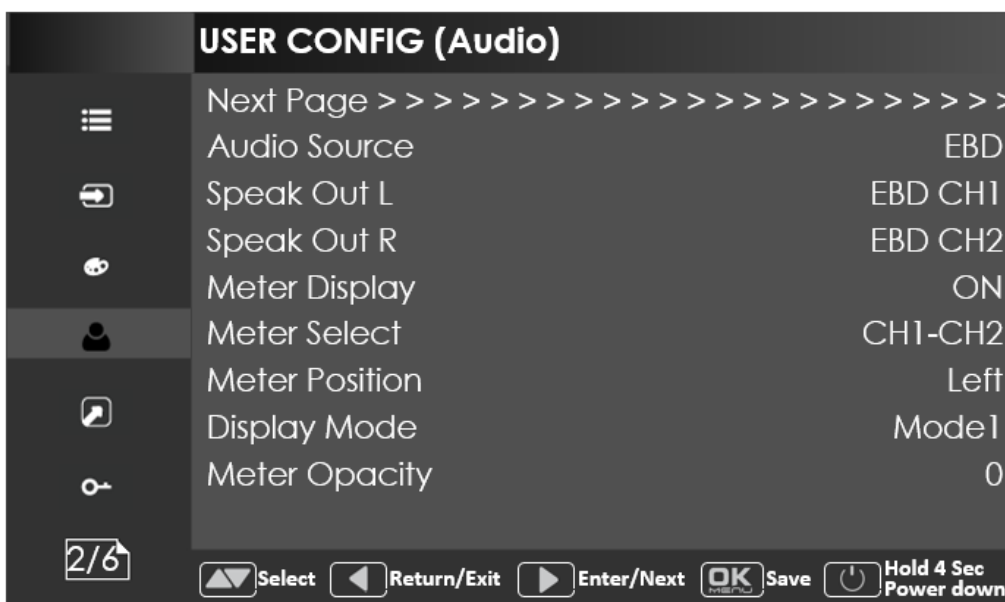 USER CONFIG (Audio)
Next Page > > > > > > > > > > > > > > > > > > > > > > >
Audio Source EBD
Speak Out L EBD CH1
Speak Out R EBD CH2
Meter Display ON
Meter Select CH1-CH2
Meter Position Left
Display Mode Mode1
Meter Opacity 0
2/6
Select Return/Exit Enter/Next OK MENU Save Hold 4 Sec Power down